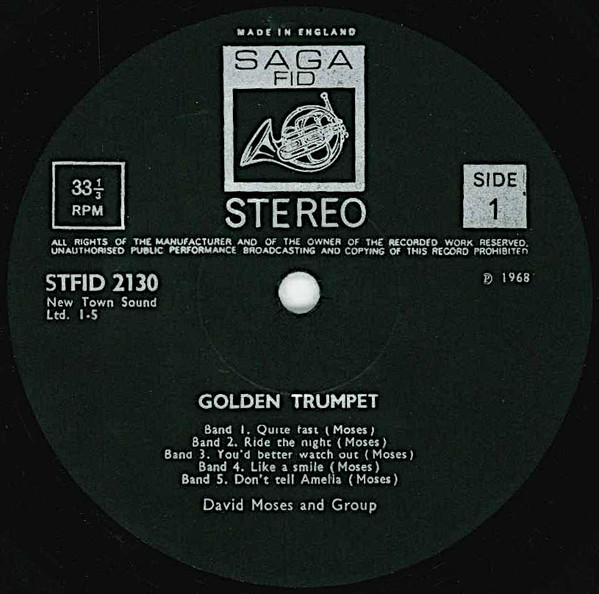 MADE IN ENGLAND
SAGA
FID
33⅓
RPM
SIDE
1
STEREO
ALL RIGHTS OF THE MANUFACTURER AND OF THE OWNER OF THE RECORDED WORK RESERVED.
UNAUTHORISED PUBLIC PERFORMANCE BROADCASTING AND COPYING OF THIS RECORD PROHIBITED
STFID 2130
℗ 1968
New Town Sound
Ltd. 1-S
GOLDEN TRUMPET
Band 1. Quite fast (Moses)
Band 2. Ride the night (Moses)
Band 3. You'd better watch out (Moses)
Band 4. Like a smile (Moses)
Band 5. Don't tell Amelia (Moses)
David Moses and Group